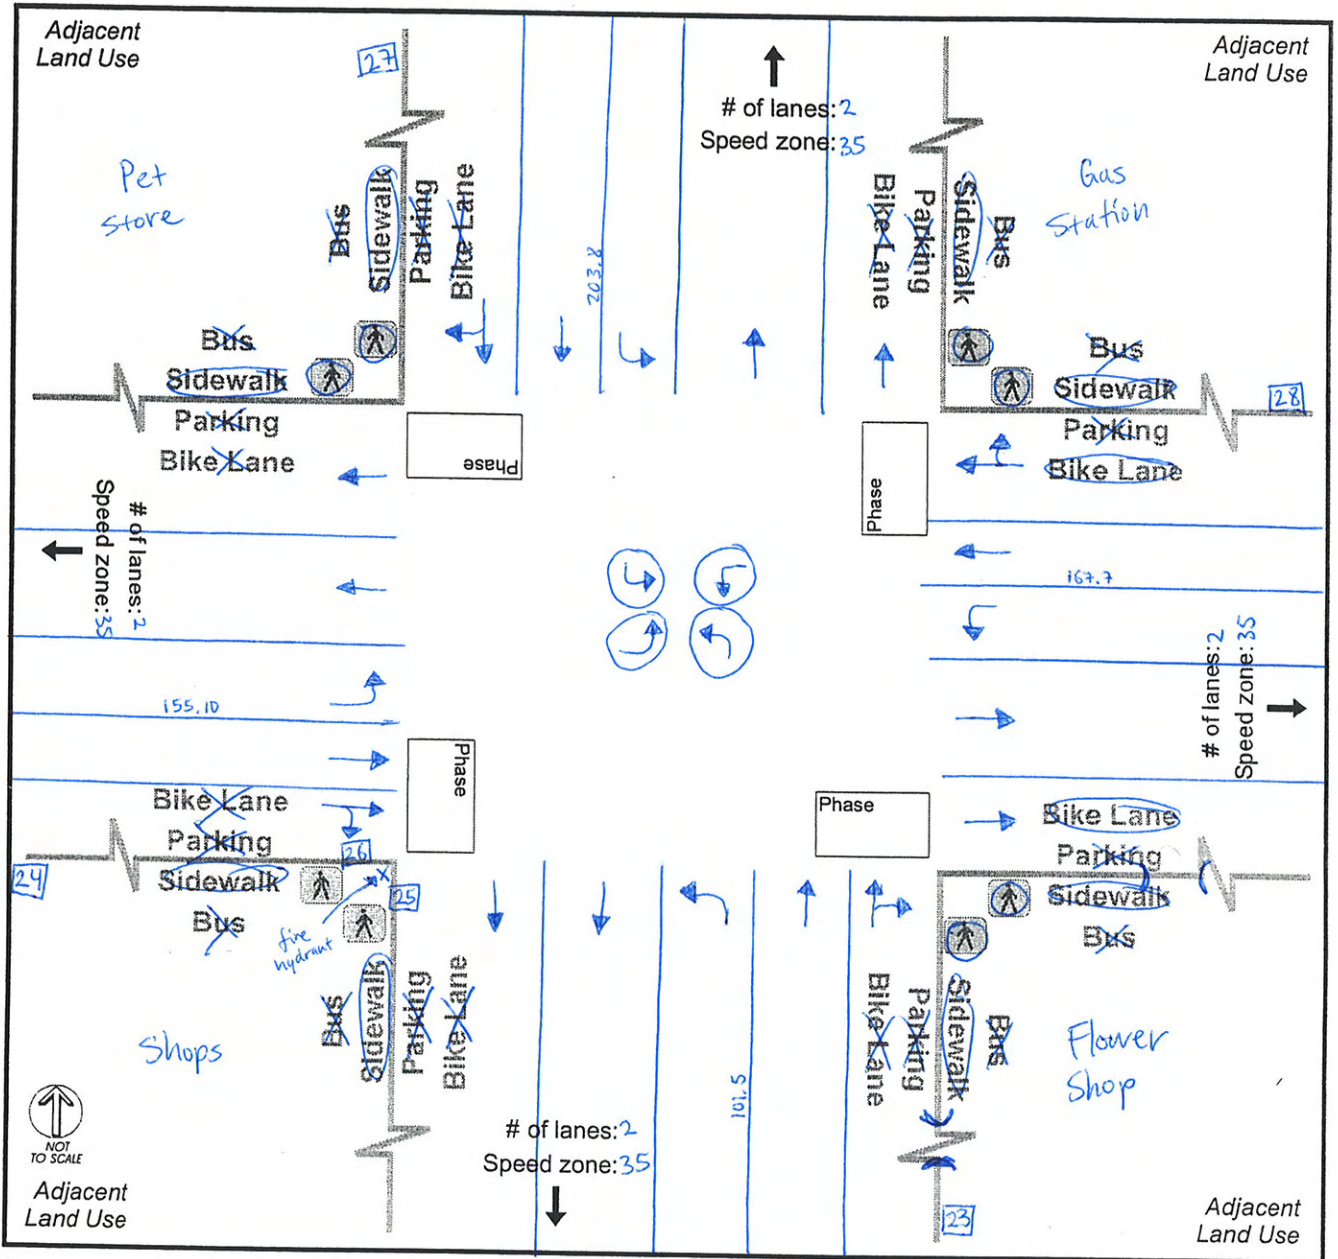 Adjacent
Land Use
27
Adjacent
Land Use
# of lanes:2
Speed zone:35
Pet
Store
Gas
Station
Bus
Sidewalk
Parking
Bike Lane
203.8
Bike Lane
Parking
Sidewalk
Bus
Bus
Sidewalk
Parking
Bike Lane
Bus
Sidewalk
28
Parking
Bike Lane
Phase
Phase
# of lanes:2
Speed zone:35
167.7
# of lanes:2
Speed zone:35
155.10
Phase
Phase
Bike Lane
Parking
Sidewalk
Bus
26
24
25
fire
hydrant
Bike Lane
Parking
Sidewalk
Bus
Bus
Sidewalk
Parking
Bike Lane
101.5
Bike Lane
Parking
Sidewalk
Bus
Shops
Flower
Shop
# of lanes:2
Speed zone:35
NOT
TO SCALE
Adjacent
Land Use
23
Adjacent
Land Use